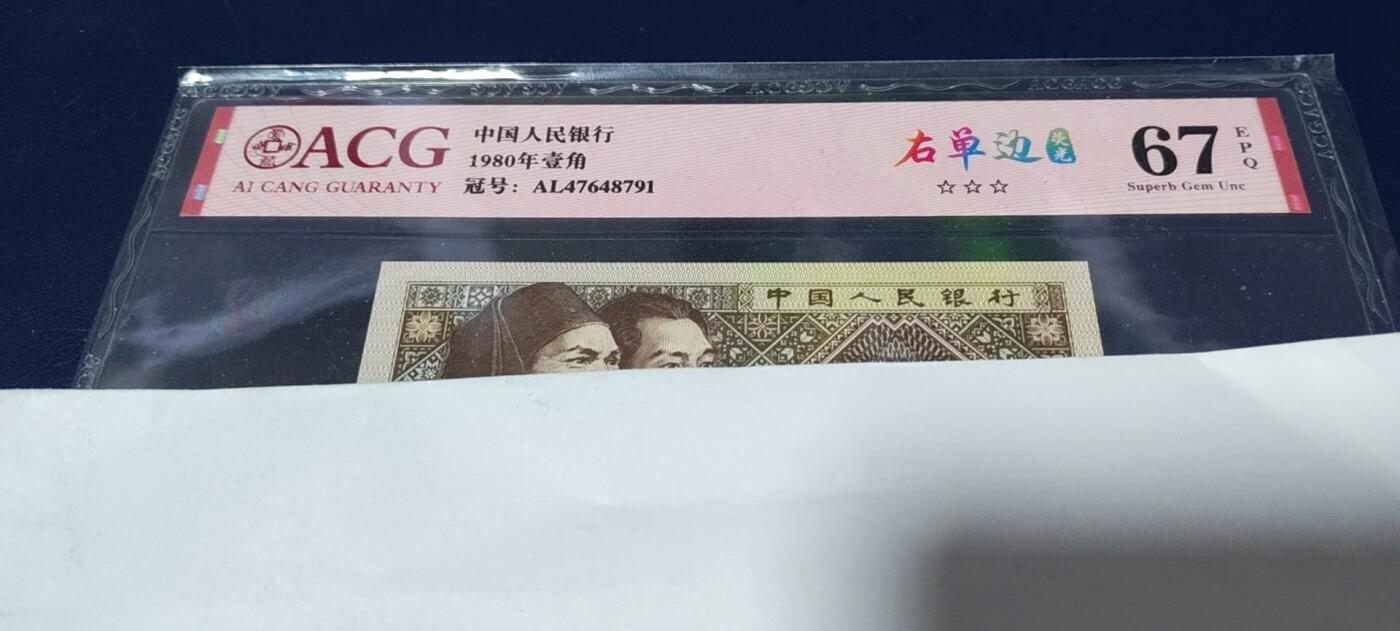 ACG
AI CANG GUARANTY
中国人民银行
1980年壹角
冠号：AL47648791
右单边 荧光
☆☆☆
67 EPQ
Superb Gem Unc
中国人民银行